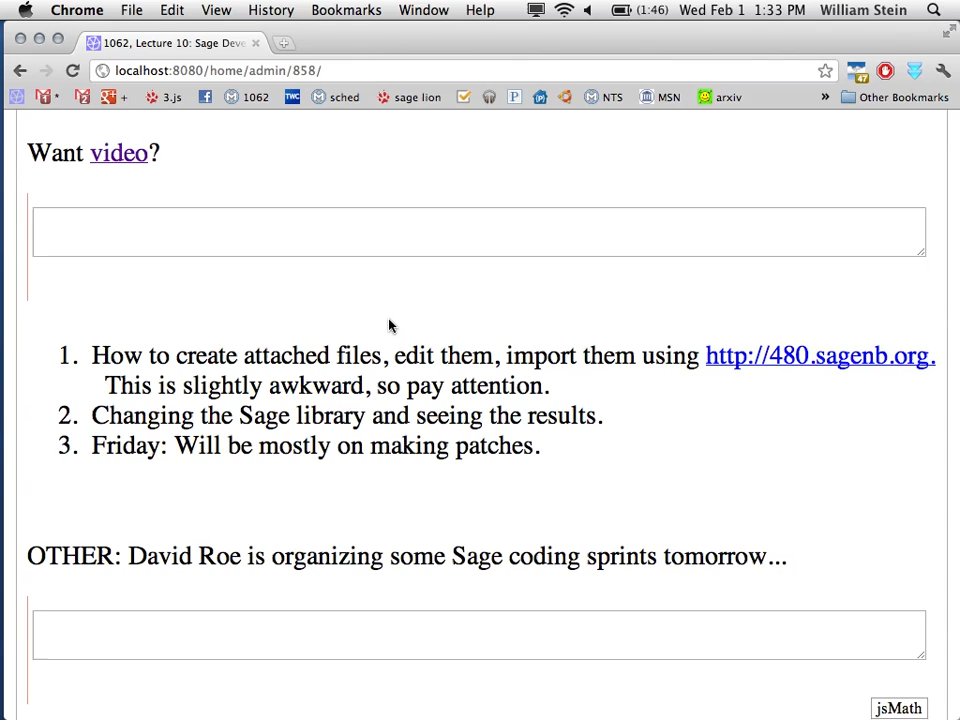 Chrome File Edit View History Bookmarks Window Help (1:46) Wed Feb 1 1:33 PM William Stein
1062, Lecture 10: Sage Deve
localhost:8080/home/admin/858/
47
3.js 1062 TWC sched sage lion NTS MSN arxiv » Other Bookmarks
Want video?
1. How to create attached files, edit them, import them using http://480.sagenb.org.
This is slightly awkward, so pay attention.
2. Changing the Sage library and seeing the results.
3. Friday: Will be mostly on making patches.
OTHER: David Roe is organizing some Sage coding sprints tomorrow...
jsMath